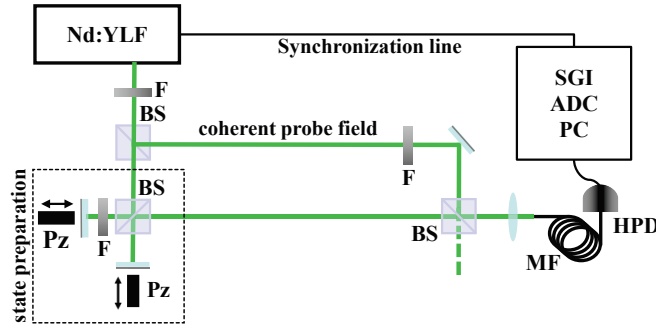 Nd:YLF
Synchronization line
SGI
ADC
PC
F
BS
coherent probe field
F
BS
state preparation
Pz
F
Pz
BS
MF
HPD